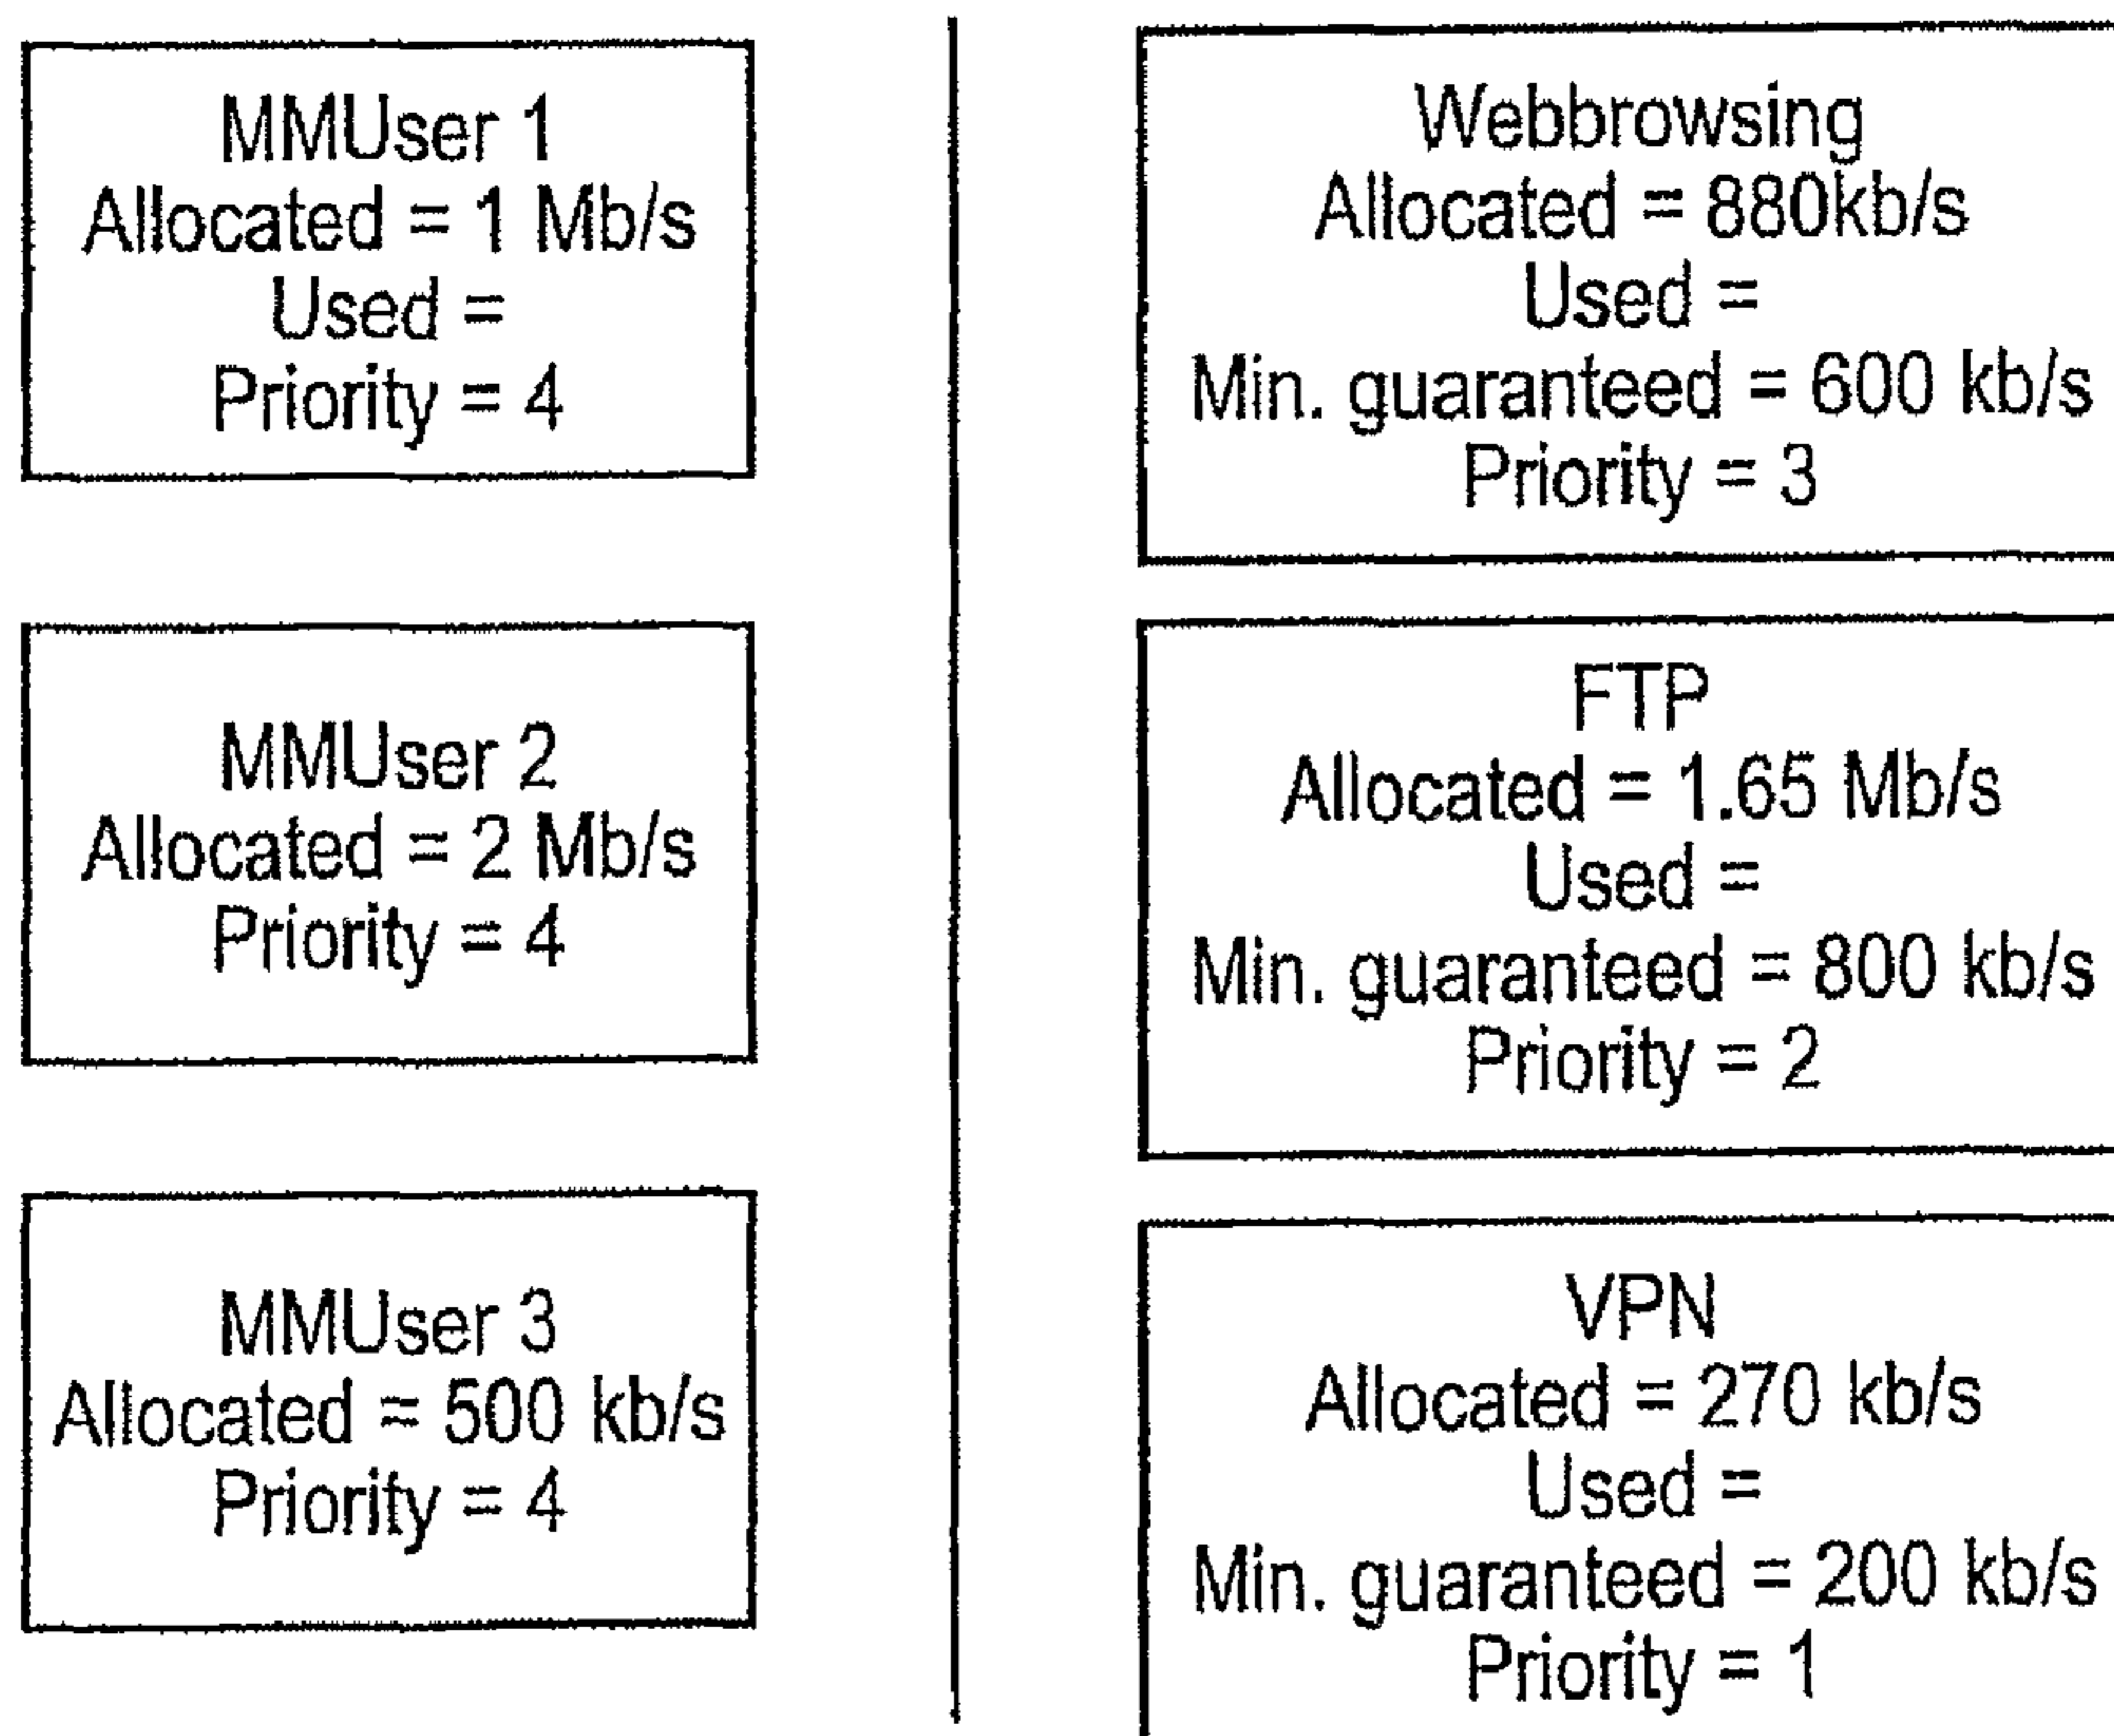 MMUser 1
Allocated = 1 Mb/s
Used =
Priority = 4
MMUser 2
Allocated = 2 Mb/s
Priority = 4
MMUser 3
Allocated = 500 kb/s
Priority = 4
Webbrowsing
Allocated = 880kb/s
Used =
Min. guaranteed = 600 kb/s
Priority = 3
FTP
Allocated = 1.65 Mb/s
Used =
Min. guaranteed = 800 kb/s
Priority = 2
VPN
Allocated = 270 kb/s
Used =
Min. guaranteed = 200 kb/s
Priority = 1